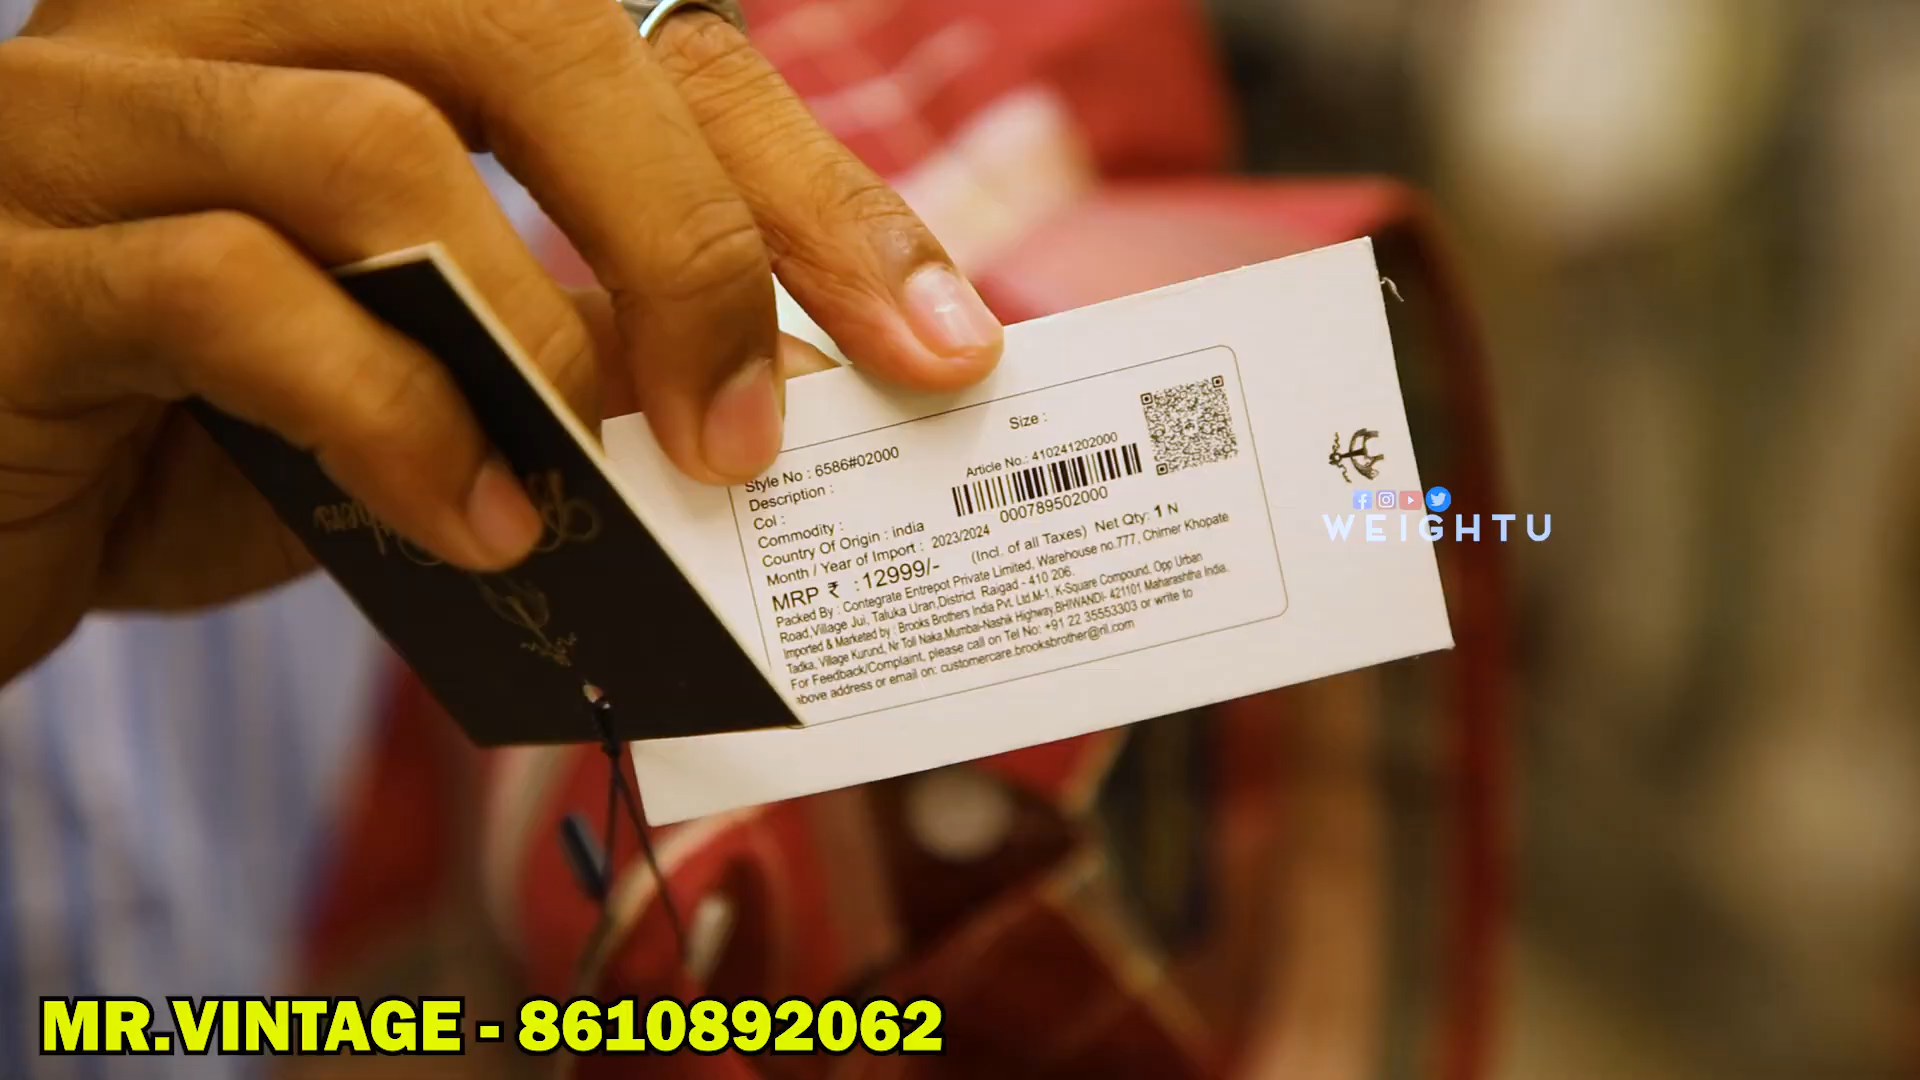 Style No : 6586#02000
Size :
Description :
Col :
Commodity :
Article No.: 410241202000
000789502000
Country Of Origin : india
Month / Year of Import : 2023/2024
MRP ₹ : 12999/- (Incl. of all Taxes) Net Qty: 1 N
Packed By : Contegrate Entrepot Private Limited, Warehouse no.777, Chirner Khopate
Road,Village Jui, Taluka Uran,District Raigad - 410 206.
Imported & Marketed by : Brooks Brothers India Pvt. Ltd.M-1, K-Square Compound, Opp Urban
Tadka, Village Kurund, Nr Toll Naka,Mumbai-Nashik Highway,BHIWANDI- 421101 Maharashtha India.
For Feedback/Complaint, please call on Tel No: +91 22 35553303 or write to
above address or email on: customercare.brooksbrother@ril.com
WEIGHTU
MR.VINTAGE - 8610892062